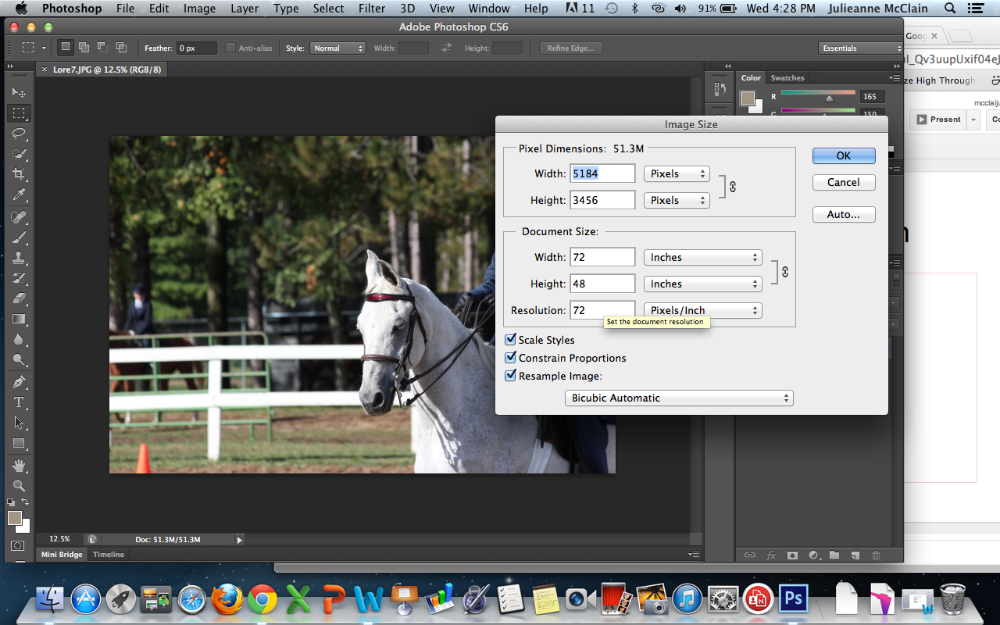 Photoshop File Edit Image Layer Type Select Filter 3D View Window Help 11 91% Wed 4:28 PM Julieanne McClain
Adobe Photoshop CS6
Feather: 0 px Anti-alias Style: Normal Width: Height: Refine Edge... Essentials
Goog
ul_Qv3uupUxif04eJ
× Lore7.JPG @ 12.5% (RGB/8)
Color Swatches
ze High Through
R 165
G 150
mcclaiju
Present
Co
Image Size
Pixel Dimensions: 51.3M
Width: 5184 Pixels
Height: 3456 Pixels
OK
Cancel
Auto...
Document Size:
Width: 72 Inches
Height: 48 Inches
Resolution: 72 Pixels/Inch
Set the document resolution
Scale Styles
Constrain Proportions
Resample Image:
Bicubic Automatic
12.5% Doc: 51.3M/51.3M
Mini Bridge Timeline
fx
Ps